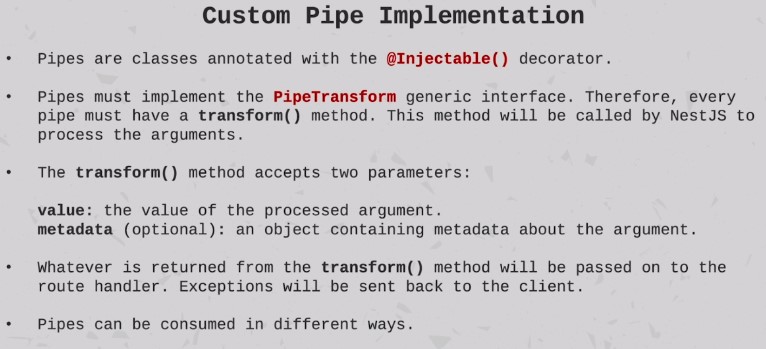 Custom Pipe Implementation
• Pipes are classes annotated with the @Injectable() decorator.
• Pipes must implement the PipeTransform generic interface. Therefore, every
pipe must have a transform() method. This method will be called by NestJS to
process the arguments.
• The transform() method accepts two parameters:
value: the value of the processed argument.
metadata (optional): an object containing metadata about the argument.
• Whatever is returned from the transform() method will be passed on to the
route handler. Exceptions will be sent back to the client.
• Pipes can be consumed in different ways.